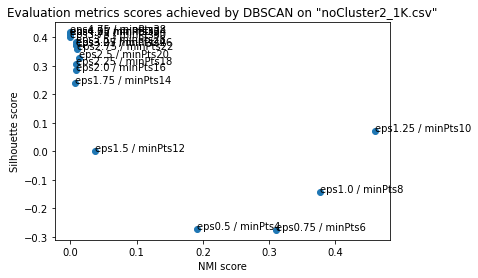 Evaluation metrics scores achieved by DBSCAN on "noCluster2_1K.csv"
0.4
0.3
0.2
0.1
0.0
−0.1
−0.2
−0.3
Silhouette score
eps2.75 / minPts22
eps2.5 / minPts20
eps2.25 / minPts18
eps2.0 / minPts16
eps1.75 / minPts14
eps1.25 / minPts10
eps1.5 / minPts12
eps1.0 / minPts8
eps0.5 / minPts4
eps0.75 / minPts6
0.0 0.1 0.2 0.3 0.4
NMI score